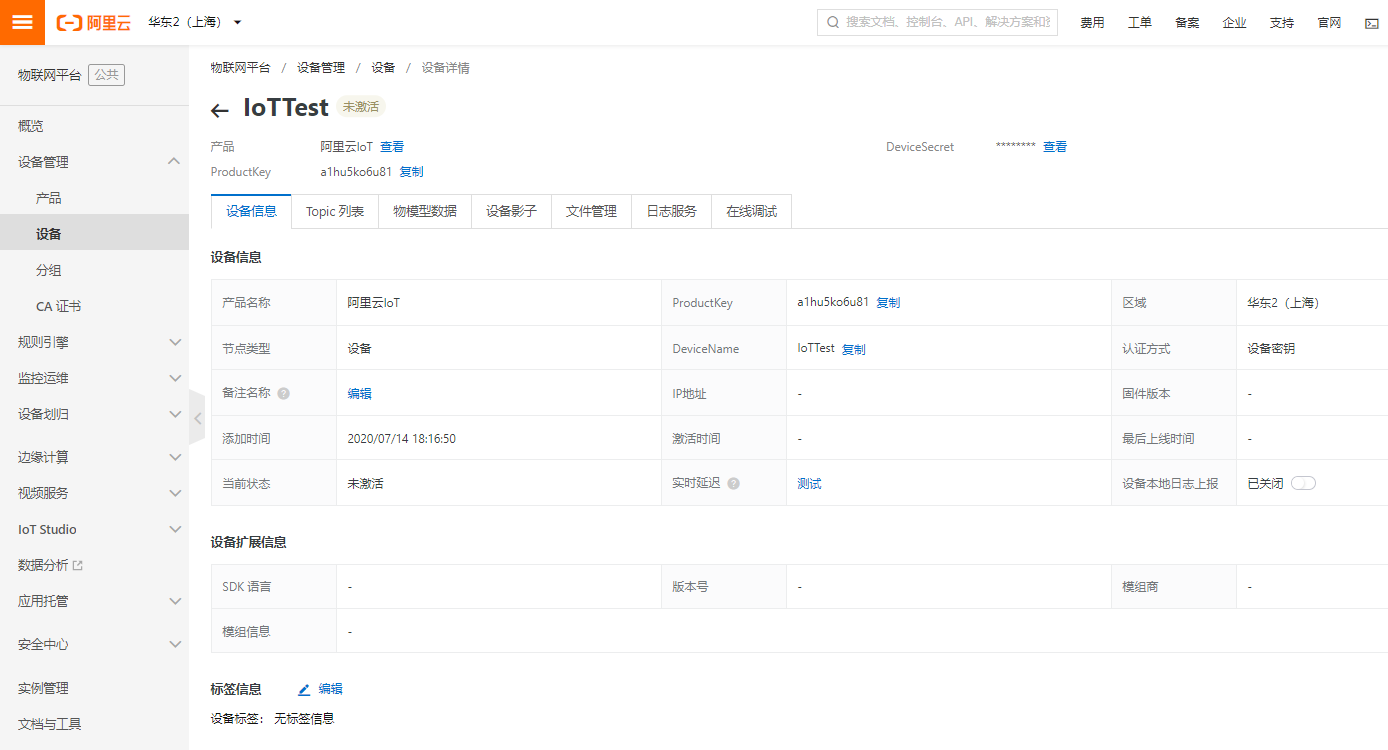 阿里云 华东2（上海） 搜索文档、控制台、API、解决方案和 费用 工单 备案 企业 支持 官网
物联网平台 公共
概览
设备管理
产品
设备
分组
CA 证书
规则引擎
监控运维
设备划归
边缘计算
视频服务
IoT Studio
数据分析
应用托管
安全中心
实例管理
文档与工具
物联网平台 / 设备管理 / 设备 / 设备详情
IoTTest 未激活
产品 阿里云IoT 查看 DeviceSecret ******** 查看
ProductKey a1hu5ko6u81 复制
设备信息 Topic 列表 物模型数据 设备影子 文件管理 日志服务 在线调试
设备信息
产品名称 阿里云IoT ProductKey a1hu5ko6u81 复制 区域 华东2（上海）
节点类型 设备 DeviceName IoTTest 复制 认证方式 设备密钥
备注名称 ? 编辑 IP地址 - 固件版本 -
添加时间 2020/07/14 18:16:50 激活时间 - 最后上线时间 -
当前状态 未激活 实时延迟 ? 测试 设备本地日志上报 已关闭
设备扩展信息
SDK 语言 - 版本号 - 模组商 -
模组信息 -
标签信息 编辑
设备标签： 无标签信息